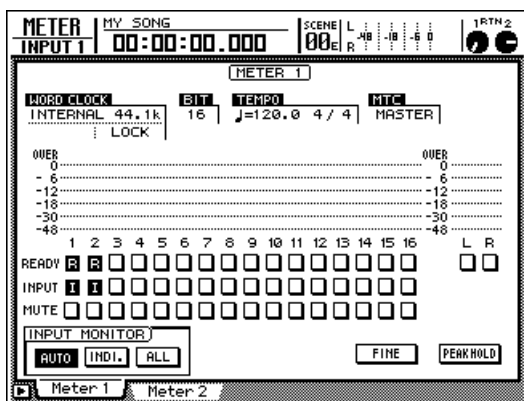 METER MY SONG SCENE L -48 -18 -6 0 1 RTN 2
INPUT 1 00:00:00.000 00E R
METER 1
WORD CLOCK BIT TEMPO MTC
INTERNAL 44.1k 16 ♩=120.0 4/4 MASTER
LOCK
OVER OVER
0 0
-6 -6
-12 -12
-18 -18
-30 -30
-48 -48
1 2 3 4 5 6 7 8 9 10 11 12 13 14 15 16 L R
READY R R
INPUT I I
MUTE
INPUT MONITOR
AUTO INDI. ALL FINE PEAKHOLD
Meter 1 Meter 2